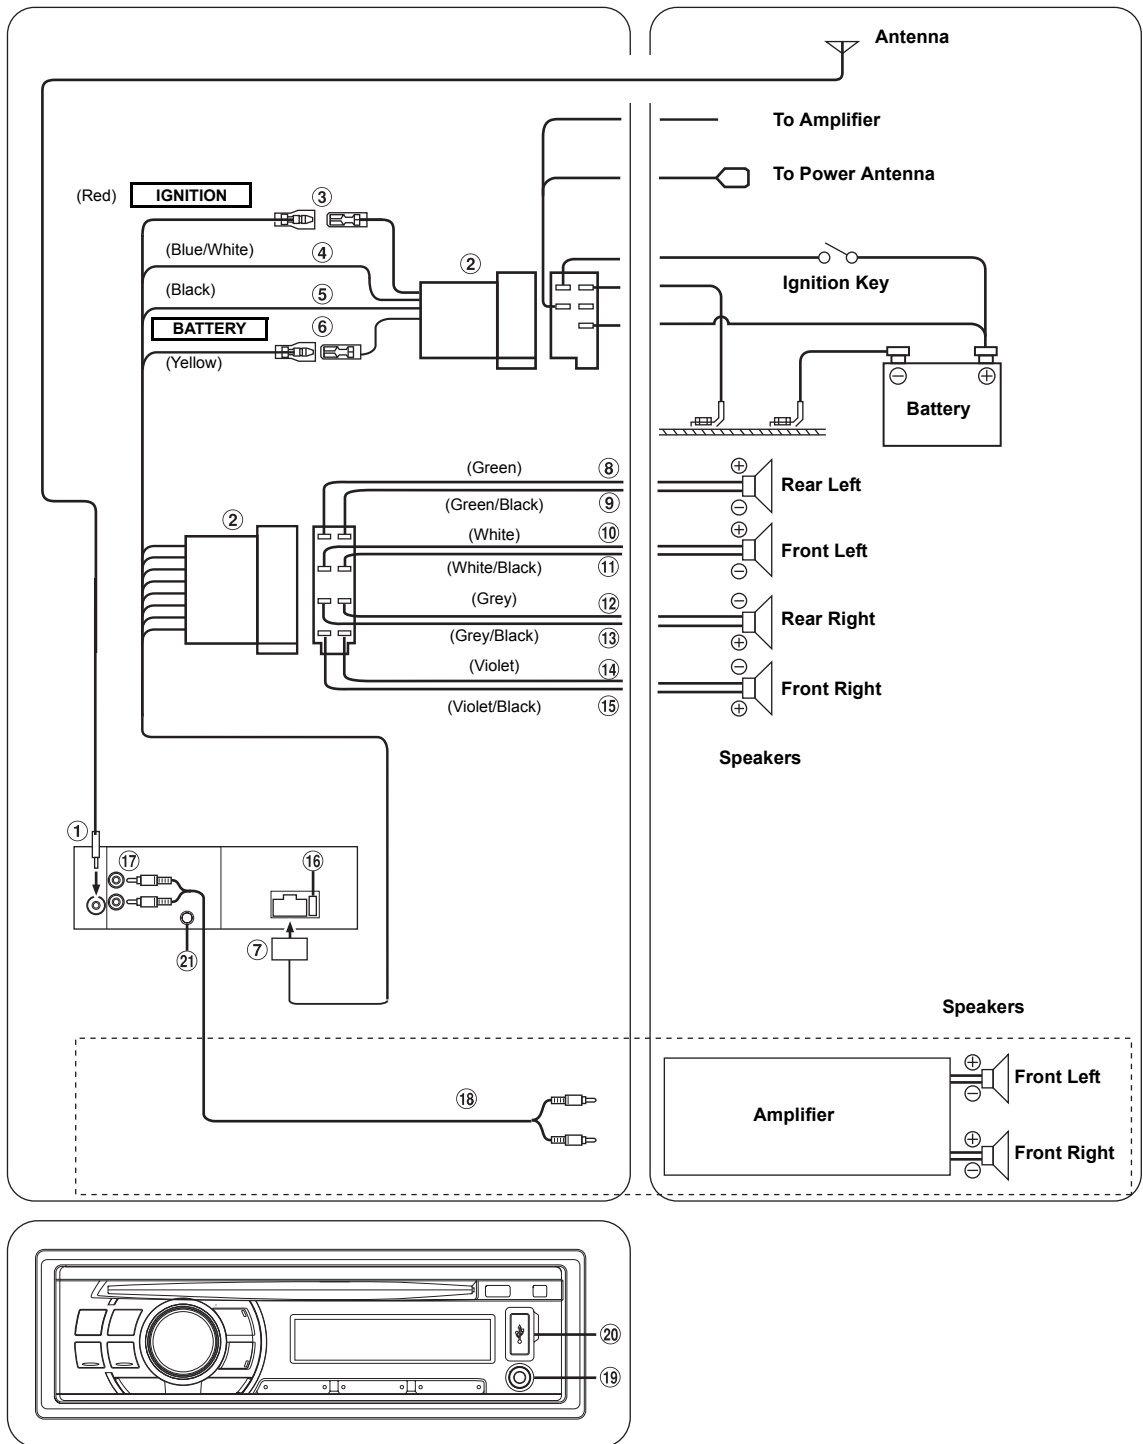 Antenna
To Amplifier
To Power Antenna
(Red) IGNITION ③
(Blue/White) ④
②
Ignition Key
(Black) ⑤
BATTERY ⑥
(Yellow)
⊖ ⊕
Battery
(Green) ⑧ ⊕
Rear Left
(Green/Black) ⑨ ⊖
②
(White) ⑩ ⊕
Front Left
(White/Black) ⑪ ⊖
(Grey) ⑫ ⊖
Rear Right
(Grey/Black) ⑬ ⊕
(Violet) ⑭ ⊖
Front Right
(Violet/Black) ⑮ ⊕
Speakers
①
⑰ ⑯
⑦
㉑
Speakers
⊕
Front Left
⊖
⑱
Amplifier
⊕
Front Right
⊖
⑳
⑲